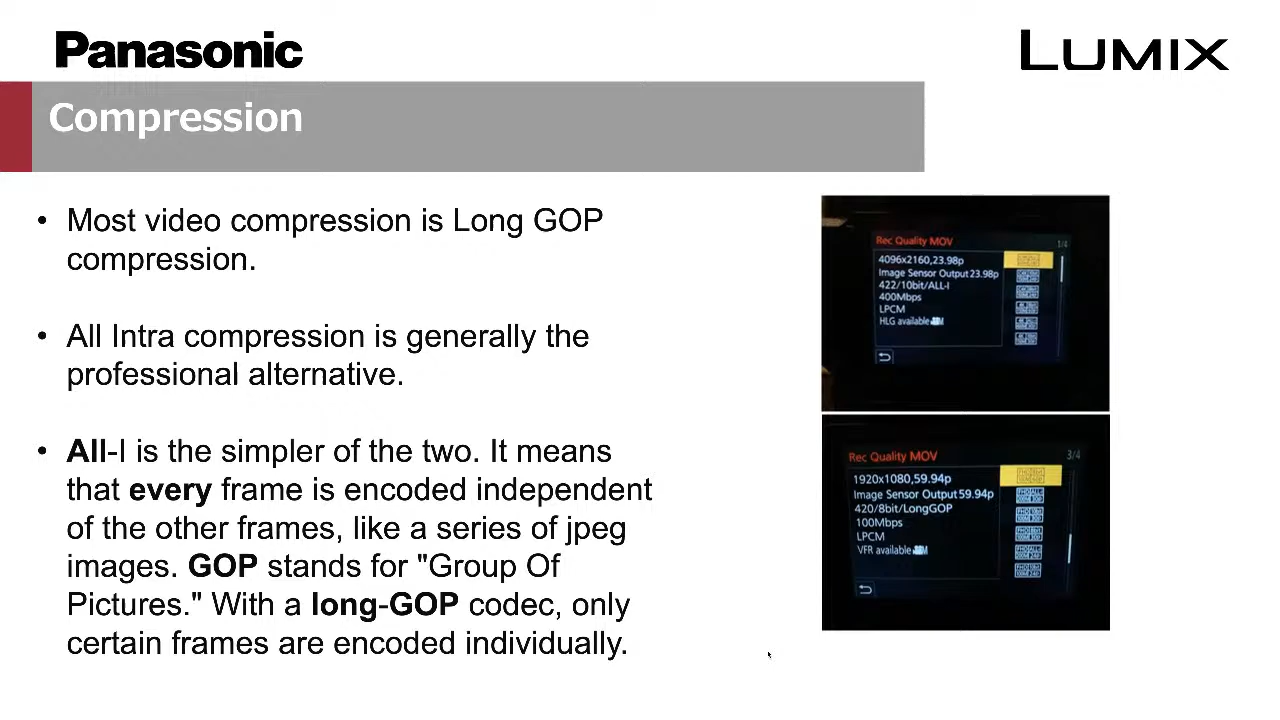 Panasonic
LUMIX
Compression
• Most video compression is Long GOP
compression.
• All Intra compression is generally the
professional alternative.
• All-I is the simpler of the two. It means
that every frame is encoded independent
of the other frames, like a series of jpeg
images. GOP stands for "Group Of
Pictures." With a long-GOP codec, only
certain frames are encoded individually.
Rec Quality MOV
1/4
4096x2160,23.98p
Image Sensor Output 23.98p
422/10bit/ALL-I
400Mbps
LPCM
HLG available
Rec Quality MOV
3/4
1920x1080,59.94p
Image Sensor Output 59.94p
420/8bit/LongGOP
100Mbps
LPCM
VFR available